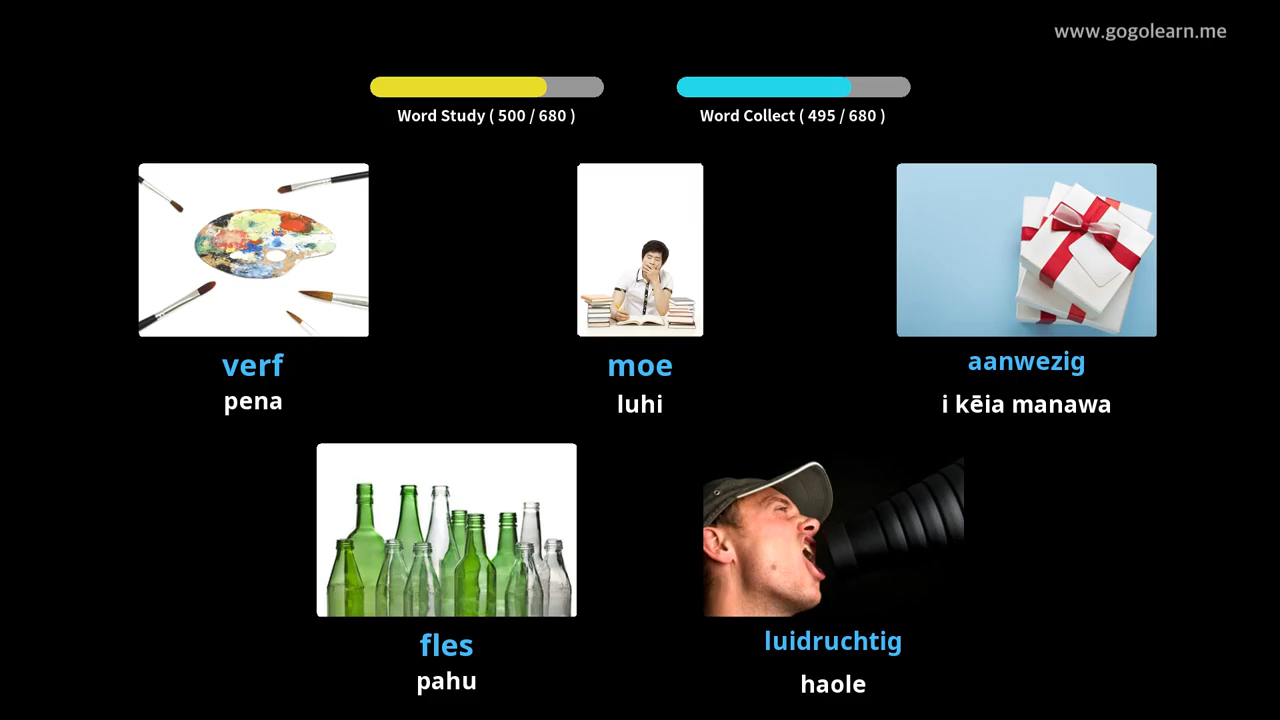 www.gogolearn.me
Word Study ( 500 / 680 )
Word Collect ( 495 / 680 )
verf
pena
moe
luhi
aanwezig
i kēia manawa
fles
pahu
luidruchtig
haole